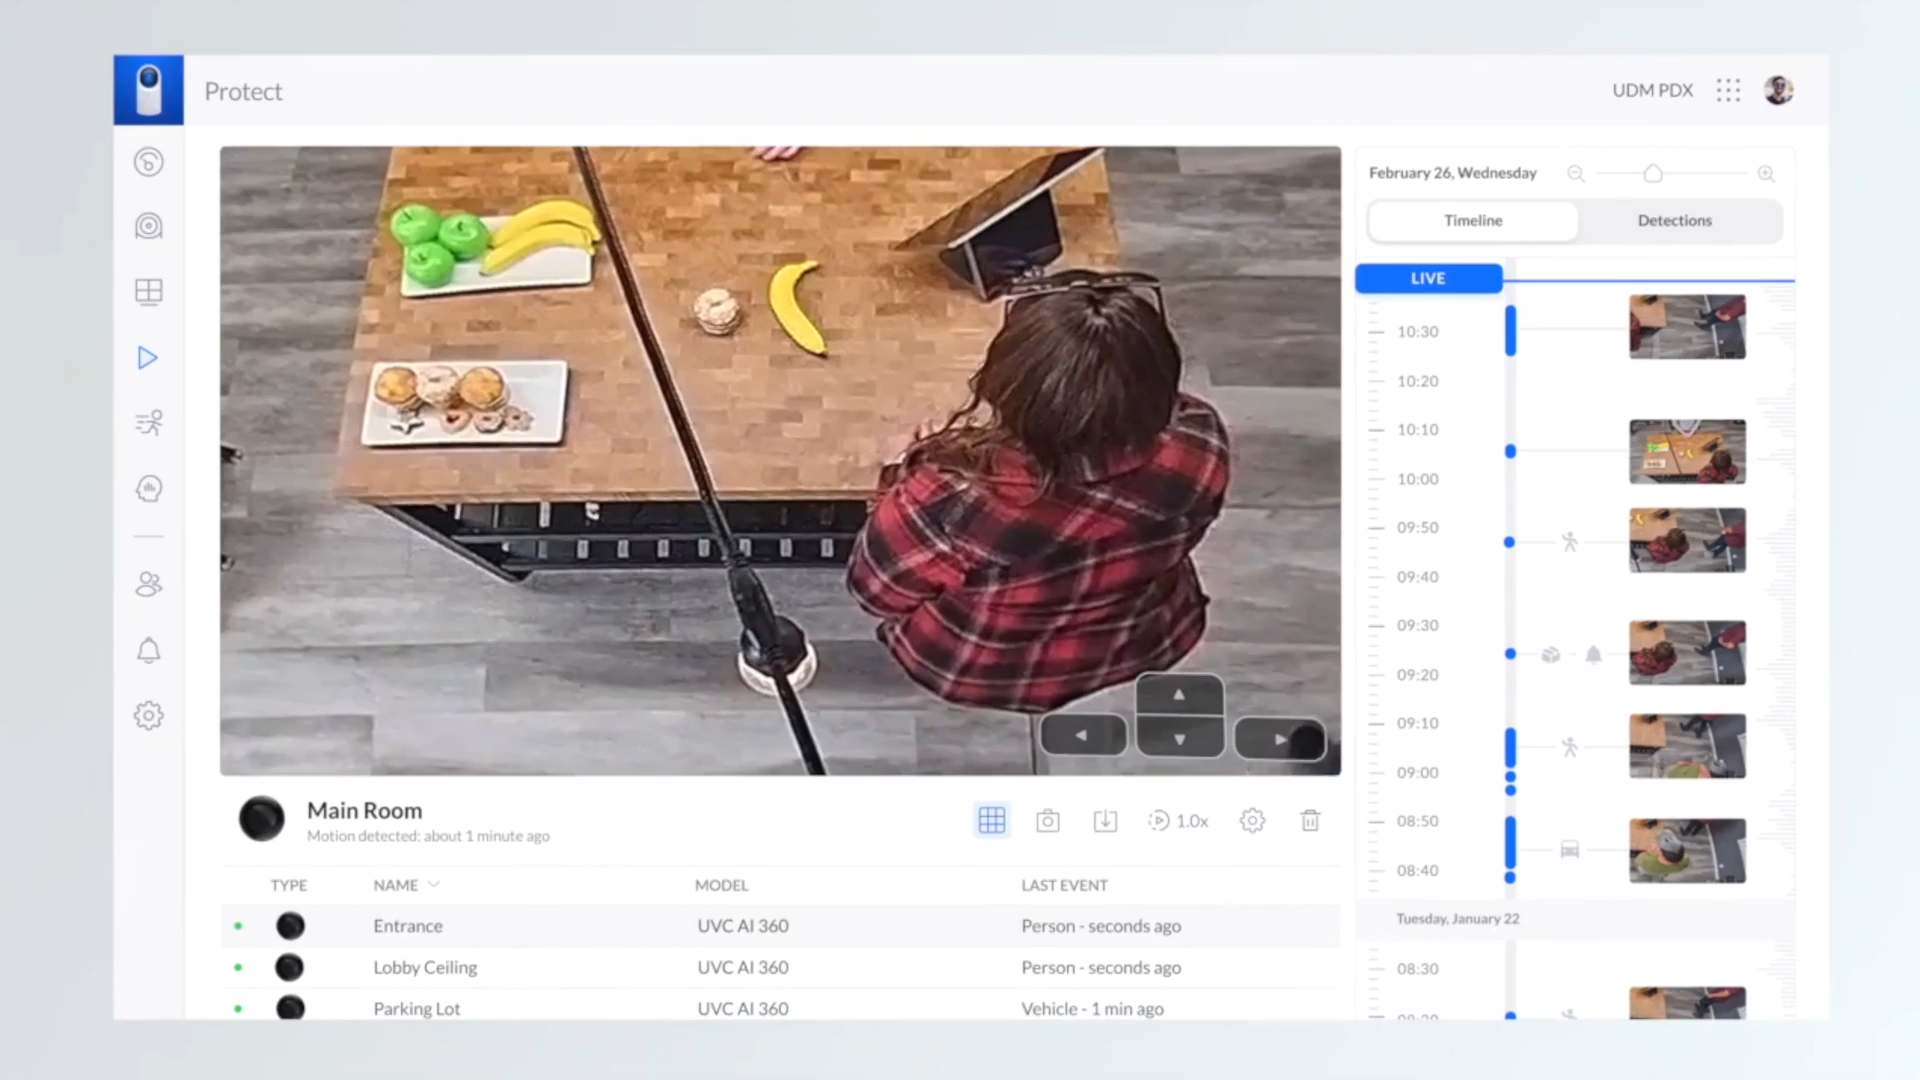 Protect
UDM PDX
February 26, Wednesday
Timeline
Detections
LIVE
10:30
10:20
10:10
10:00
09:50
09:40
09:30
09:20
09:10
09:00
08:50
08:40
Tuesday, January 22
08:30
Main Room
Motion detected: about 1 minute ago
1.0x
TYPE NAME MODEL LAST EVENT
Entrance UVC AI 360 Person - seconds ago
Lobby Ceiling UVC AI 360 Person - seconds ago
Parking Lot UVC AI 360 Vehicle - 1 min ago